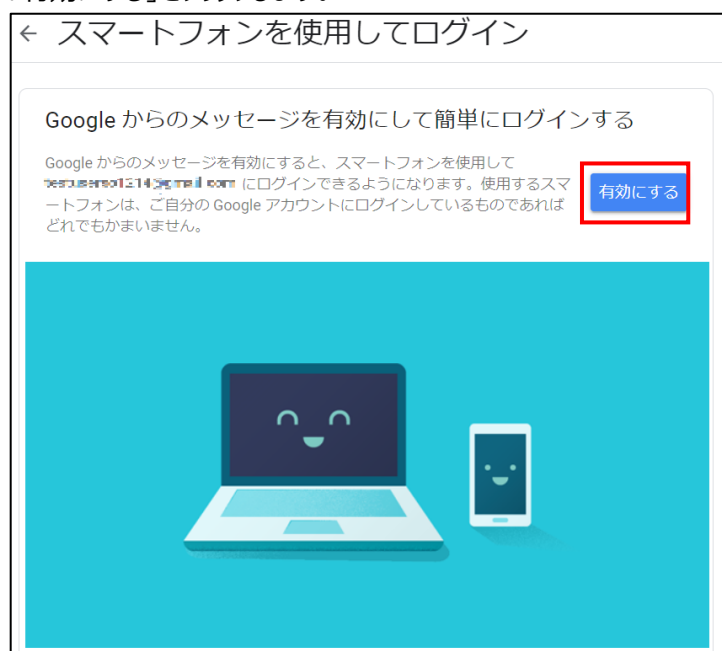 ← スマートフォンを使用してログイン
Google からのメッセージを有効にして簡単にログインする
Google からのメッセージを有効にすると、スマートフォンを使用して
にログインできるようになります。使用するスマ
ートフォンは、ご自分の Google アカウントにログインしているものであれば
どれでもかまいません。
有効にする